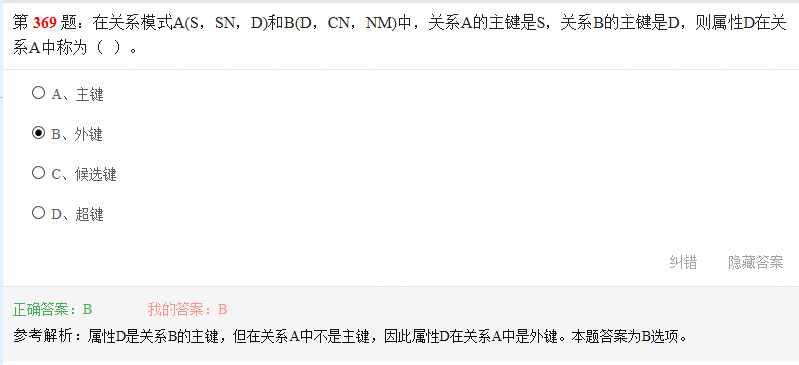 第 369 题：在关系模式A(S，SN，D)和B(D，CN，NM)中，关系A的主键是S，关系B的主键是D，则属性D在关
系A中称为（  ）。
A、主键
B、外键
C、候选键
D、超键
纠错 隐藏答案
正确答案：B 我的答案：B
参考解析：属性D是关系B的主键，但在关系A中不是主键，因此属性D在关系A中是外键。本题答案为B选项。